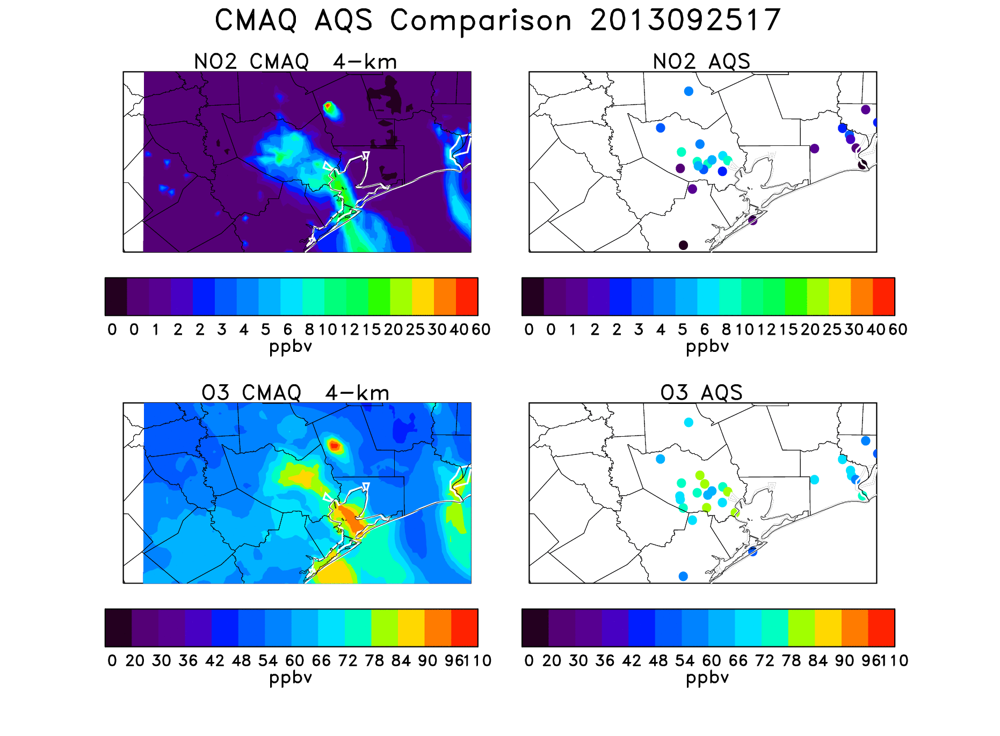 CMAQ AQS Comparison 2013092517
NO2 CMAQ 4-km
NO2 AQS
0 0 1 2 2 3 4 5 6 8 10 12 15 20 25 30 40 60
ppbv
0 0 1 2 2 3 4 5 6 8 10 12 15 20 25 30 40 60
ppbv
O3 CMAQ 4-km
O3 AQS
0 20 30 36 42 48 54 60 66 72 78 84 90 96 110
ppbv
0 20 30 36 42 48 54 60 66 72 78 84 90 96 110
ppbv